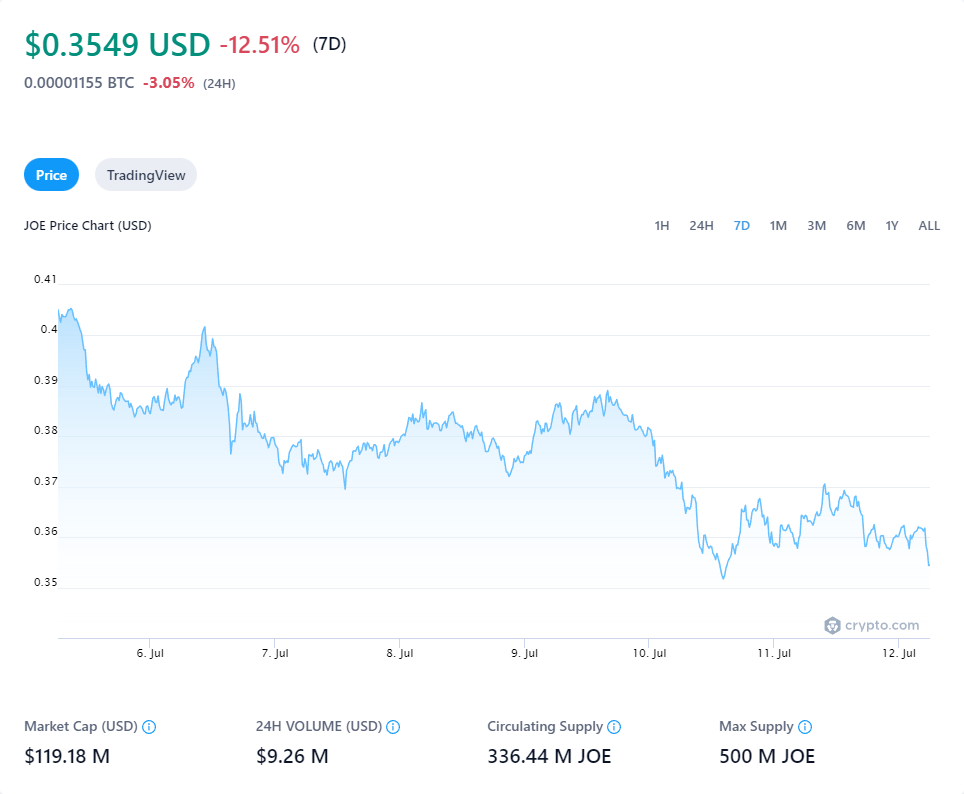 $0.3549 USD -12.51% (7D)
0.00001155 BTC -3.05% (24H)
Price TradingView
JOE Price Chart (USD) 1H 24H 7D 1M 3M 6M 1Y ALL
0.41
0.4
0.39
0.38
0.37
0.36
0.35
crypto.com
6. Jul 7. Jul 8. Jul 9. Jul 10. Jul 11. Jul 12. Jul
Market Cap (USD) 24H VOLUME (USD) Circulating Supply Max Supply
$119.18 M $9.26 M 336.44 M JOE 500 M JOE